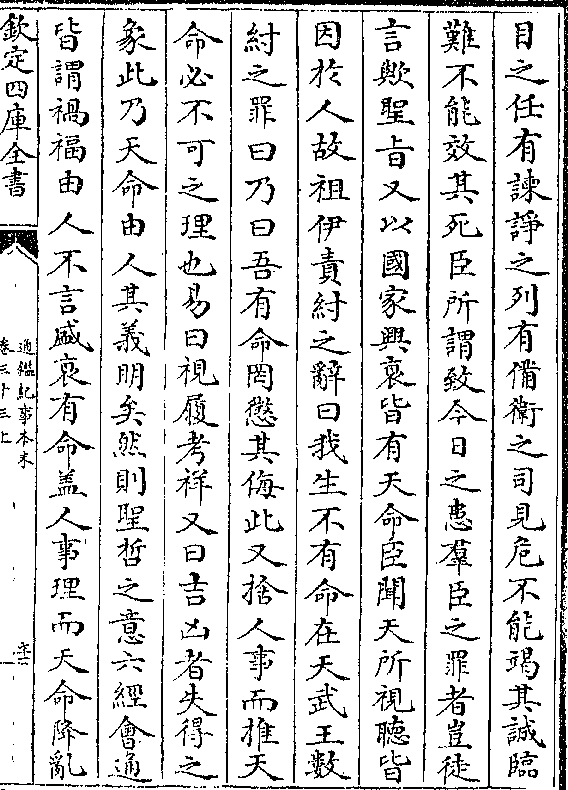 目之任有諫諍之列有備衛之司見危不能竭其誠臨
難不能效其死臣所謂致今日之患羣臣之罪者豈徒
言歟聖旨又以國家興衰皆有天命臣聞天所視聽皆
因於人故祖伊責紂之辭曰我生不有命在天武王數
紂之罪曰乃曰吾有命罔懲其侮此又捨人事而推天
命必不可之理也易曰視履考祥又曰吉凶者失得之
象此乃天命由人其義明矣然則聖哲之意六經會通
皆謂禍福由人不言盛衰有命盖人事理而天命降亂
欽定四庫全書
通鑑紀事本末
卷三十三上